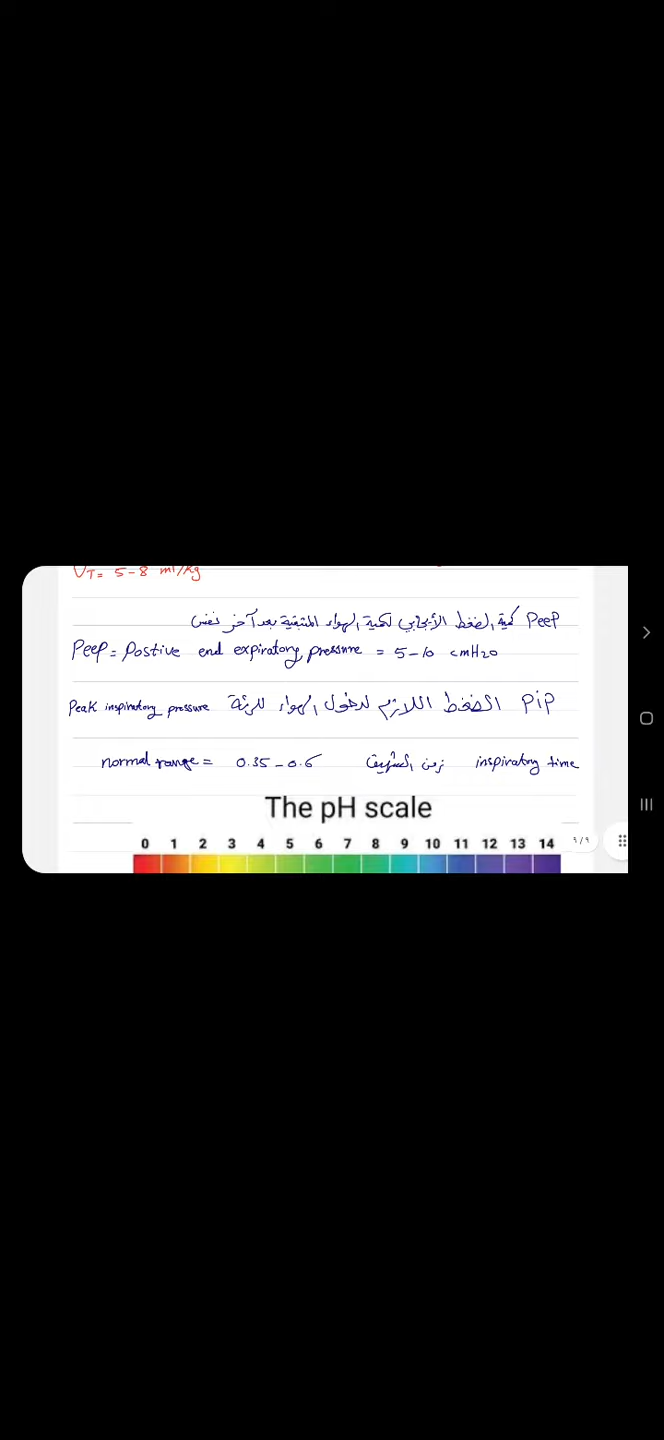 VT = 5-8 ml/kg
PeeP كمية الضغط الأيجابي لكمية الهواء المتبقية بعد آخر نفس
Peep = Postive end expiratory pressure = 5-10 cmH2O
PiP الضغط اللازم لدخول الهواء للرئة Peak inspiratory pressure
inspiratory time زمن الشهيق normal range = 0.35 - 0.6
The pH scale
0 1 2 3 4 5 6 7 8 9 10 11 12 13 14
٩/٩